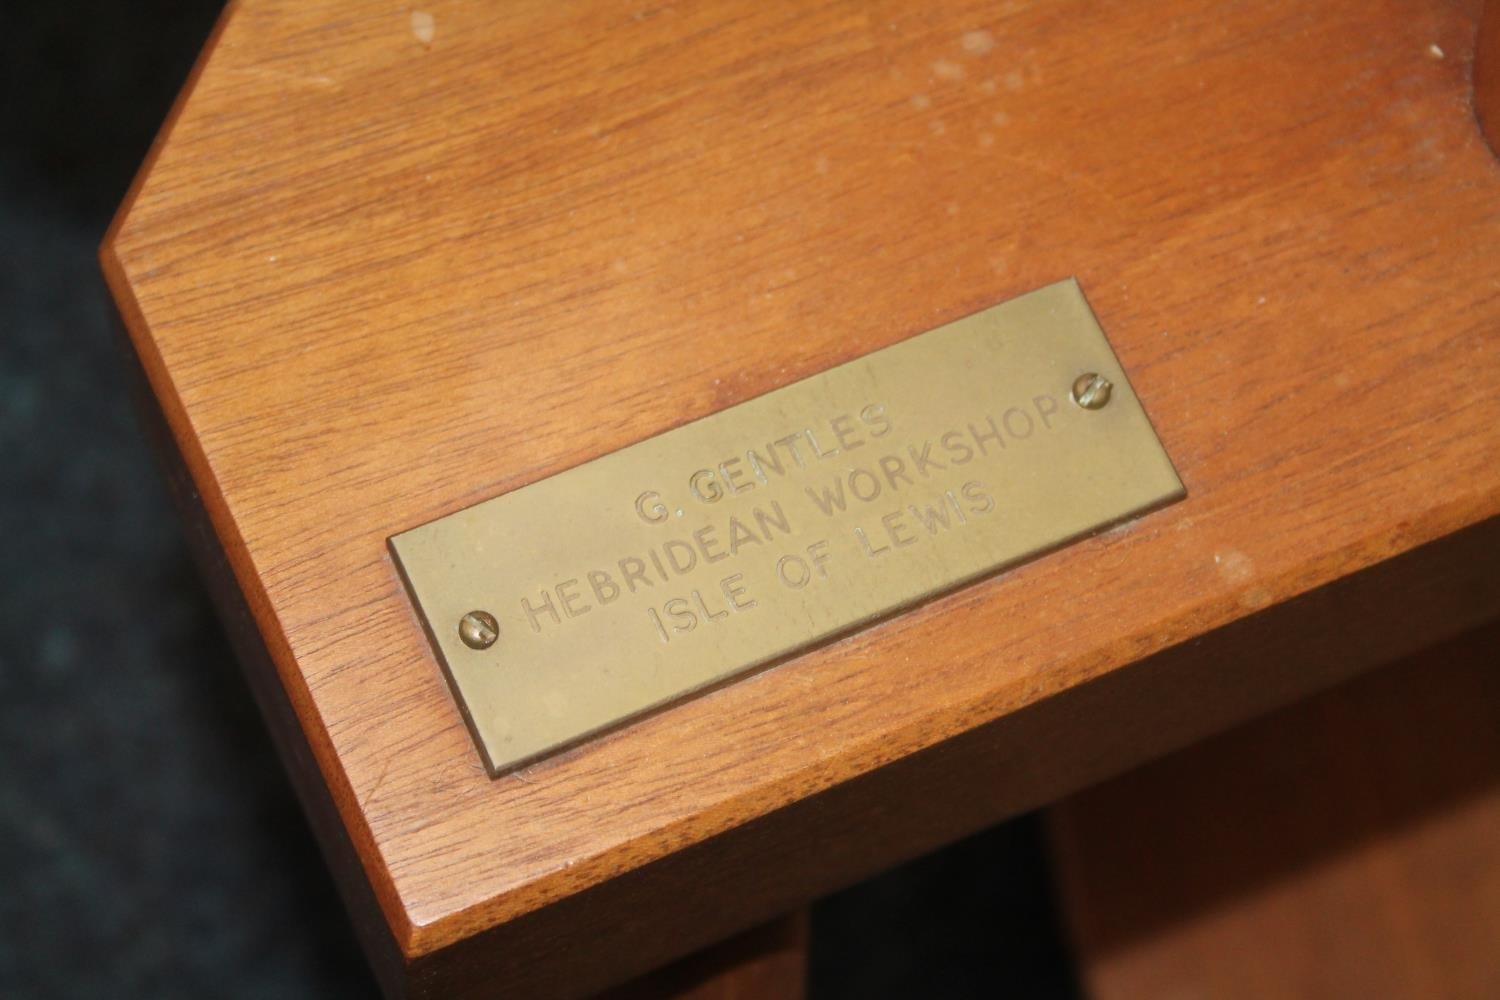 G. GENTLES
HEBRIDEAN WORKSHOP
ISLE OF LEWIS